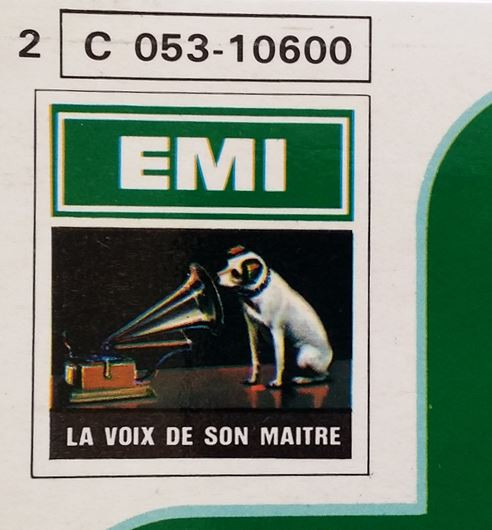 2 C 053-10600
EMI
LA VOIX DE SON MAITRE